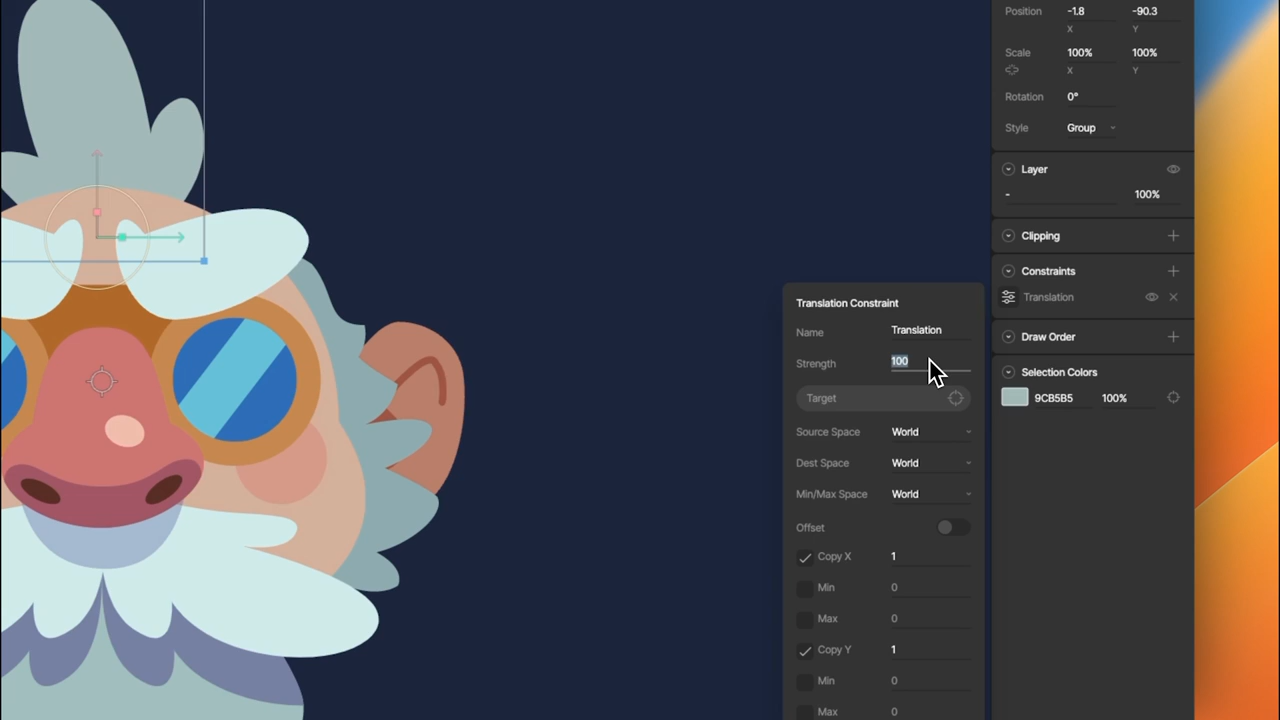 Position -1.8 -90.3
X Y
Scale 100% 100%
X Y
Rotation 0°
Style Group
Layer
- 100%
Clipping
Constraints
Translation
Draw Order
Selection Colors
9CB5B5 100%
Translation Constraint
Name Translation
Strength 100
Target
Source Space World
Dest Space World
Min/Max Space World
Offset
Copy X 1
Min 0
Max 0
Copy Y 1
Min 0
Max 0